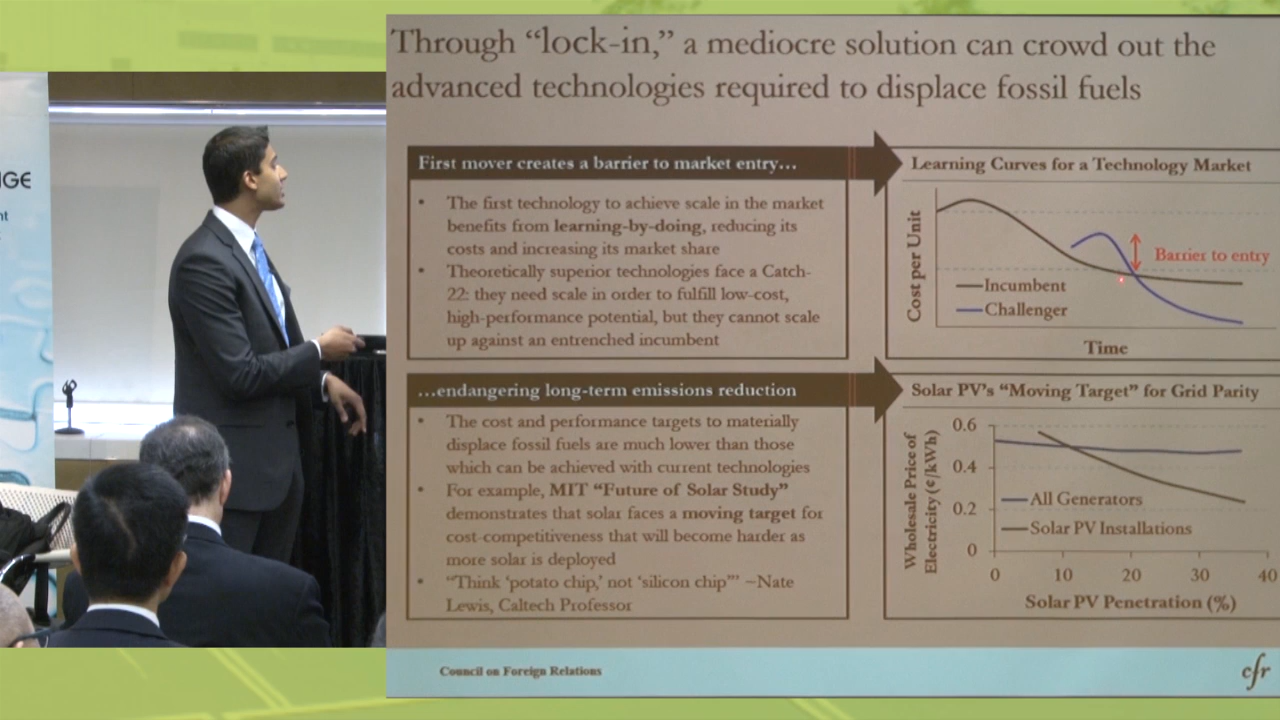 Through “lock-in,” a mediocre solution can crowd out the
advanced technologies required to displace fossil fuels
First mover creates a barrier to market entry...
• The first technology to achieve scale in the market
benefits from learning-by-doing, reducing its
costs and increasing its market share
• Theoretically superior technologies face a Catch-
22: they need scale in order to fulfill low-cost,
high-performance potential, but they cannot scale
up against an entrenched incumbent
Learning Curves for a Technology Market
Cost per Unit
Barrier to entry
Incumbent
Challenger
Time
...endangering long-term emissions reduction
• The cost and performance targets to materially
displace fossil fuels are much lower than those
which can be achieved with current technologies
• For example, MIT “Future of Solar Study”
demonstrates that solar faces a moving target for
cost-competitiveness that will become harder as
more solar is deployed
• “Think ‘potato chip,’ not ‘silicon chip’” –Nate
Lewis, Caltech Professor
Solar PV’s “Moving Target” for Grid Parity
Wholesale Price of
Electricity (¢/kWh)
0.6
0.4
0.2
0
All Generators
Solar PV Installations
0 10 20 30 40
Solar PV Penetration (%)
Council on Foreign Relations
cfr